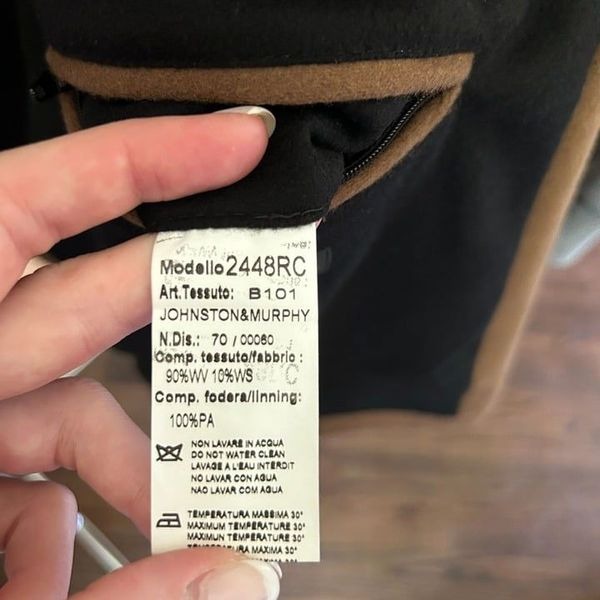 Modello 2448RC
Art.Tessuto: B101
JOHNSTON&MURPHY
N.Dis.: 70 / 00060
Comp. tessuto/fabbric :
90%WV 10%WS
Comp. fodera/linning:
100%PA
NON LAVARE IN ACQUA
DO NOT WATER CLEAN
LAVAGE A L'EAU INTERDIT
NO LAVAR CON AGUA
NAO LAVAR COM AGUA
TEMPERATURA MASSIMA 30°
MAXIMUM TEMPERATURE 30°
MAXIMUN TEMPERATURE 30°
TEMPERATURA MAXIMA 30°